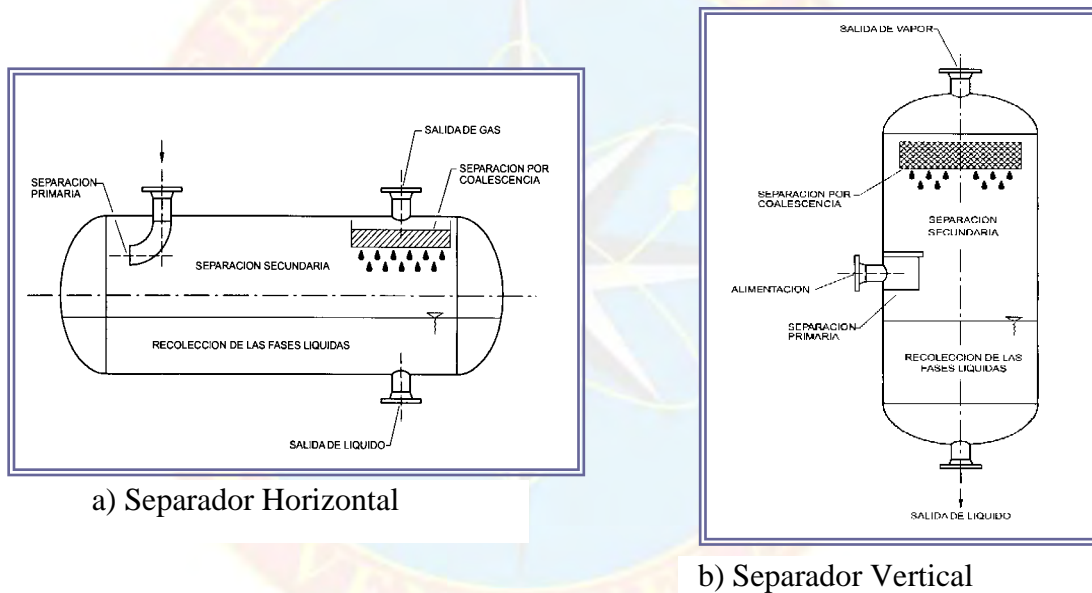 SALIDA DE GAS
SEPARACION POR
COALESCENCIA
SEPARACION
PRIMARIA
SEPARACION SECUNDARIA
RECOLECCION DE LAS FASES LIQUIDAS
SALIDA DE LIQUIDO
a) Separador Horizontal
SALIDA DE VAPOR
SEPARACION POR
COALESCENCIA
SEPARACION
SECUNDARIA
ALIMENTACION
SEPARACION
PRIMARIA
RECOLECCION DE LAS
FASES LIQUIDAS
SALIDA DE LIQUIDO
b) Separador Vertical